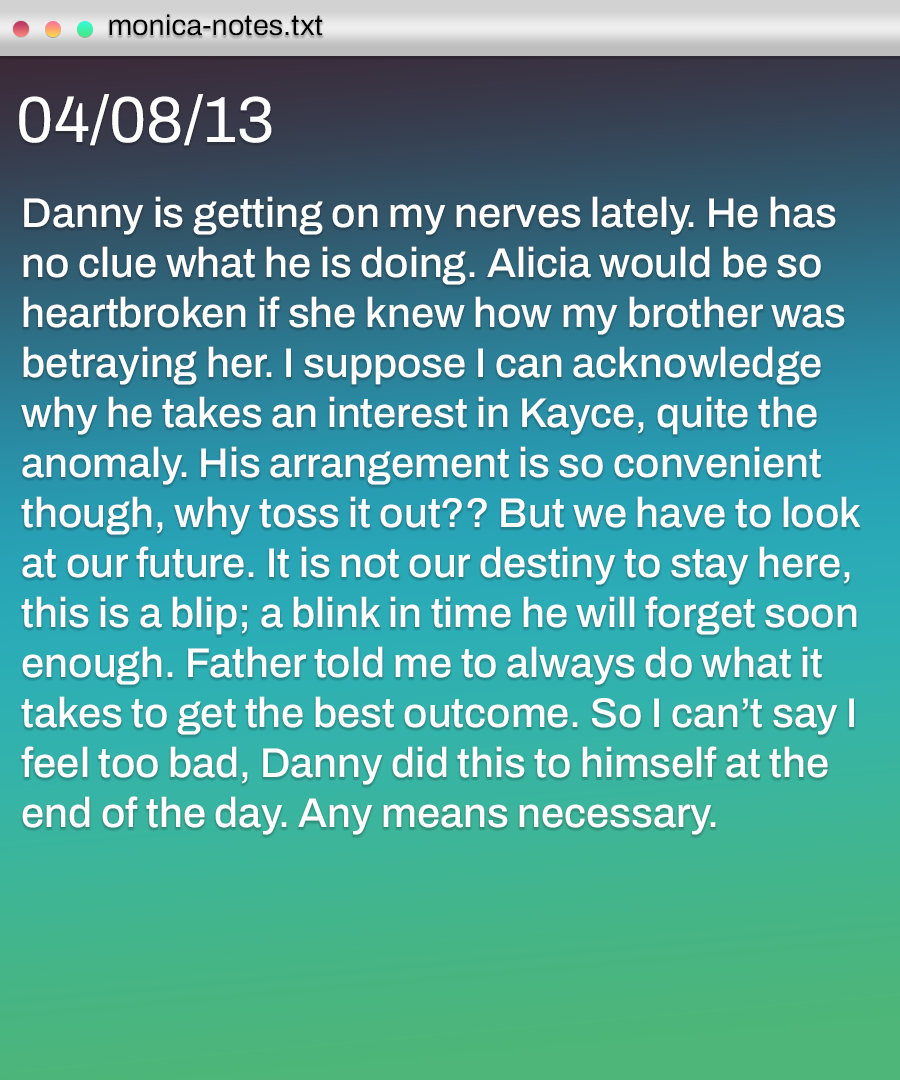 monica-notes.txt
04/08/13
Danny is getting on my nerves lately. He has
no clue what he is doing. Alicia would be so
heartbroken if she knew how my brother was
betraying her. I suppose I can acknowledge
why he takes an interest in Kayce, quite the
anomaly. His arrangement is so convenient
though, why toss it out?? But we have to look
at our future. It is not our destiny to stay here,
this is a blip; a blink in time he will forget soon
enough. Father told me to always do what it
takes to get the best outcome. So I can’t say I
feel too bad, Danny did this to himself at the
end of the day. Any means necessary.